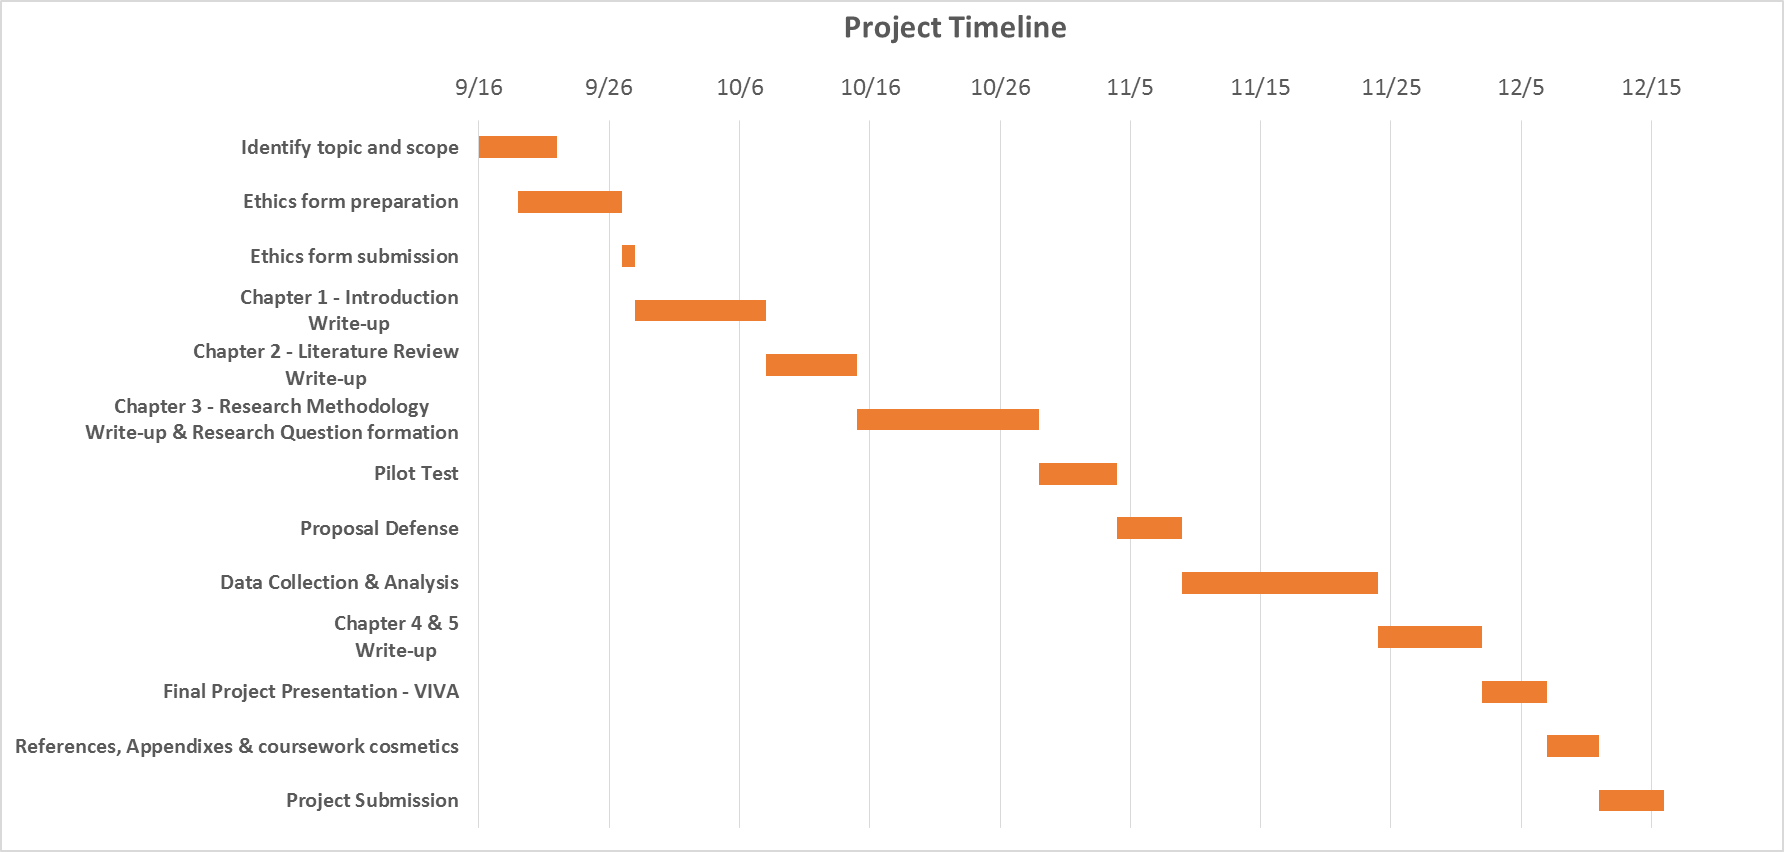 Project Timeline
9/16 9/26 10/6 10/16 10/26 11/5 11/15 11/25 12/5 12/15
Identify topic and scope
Ethics form preparation
Ethics form submission
Chapter 1 - Introduction
Write-up
Chapter 2 - Literature Review
Write-up
Chapter 3 - Research Methodology
Write-up & Research Question formation
Pilot Test
Proposal Defense
Data Collection & Analysis
Chapter 4 & 5
Write-up
Final Project Presentation - VIVA
References, Appendixes & coursework cosmetics
Project Submission